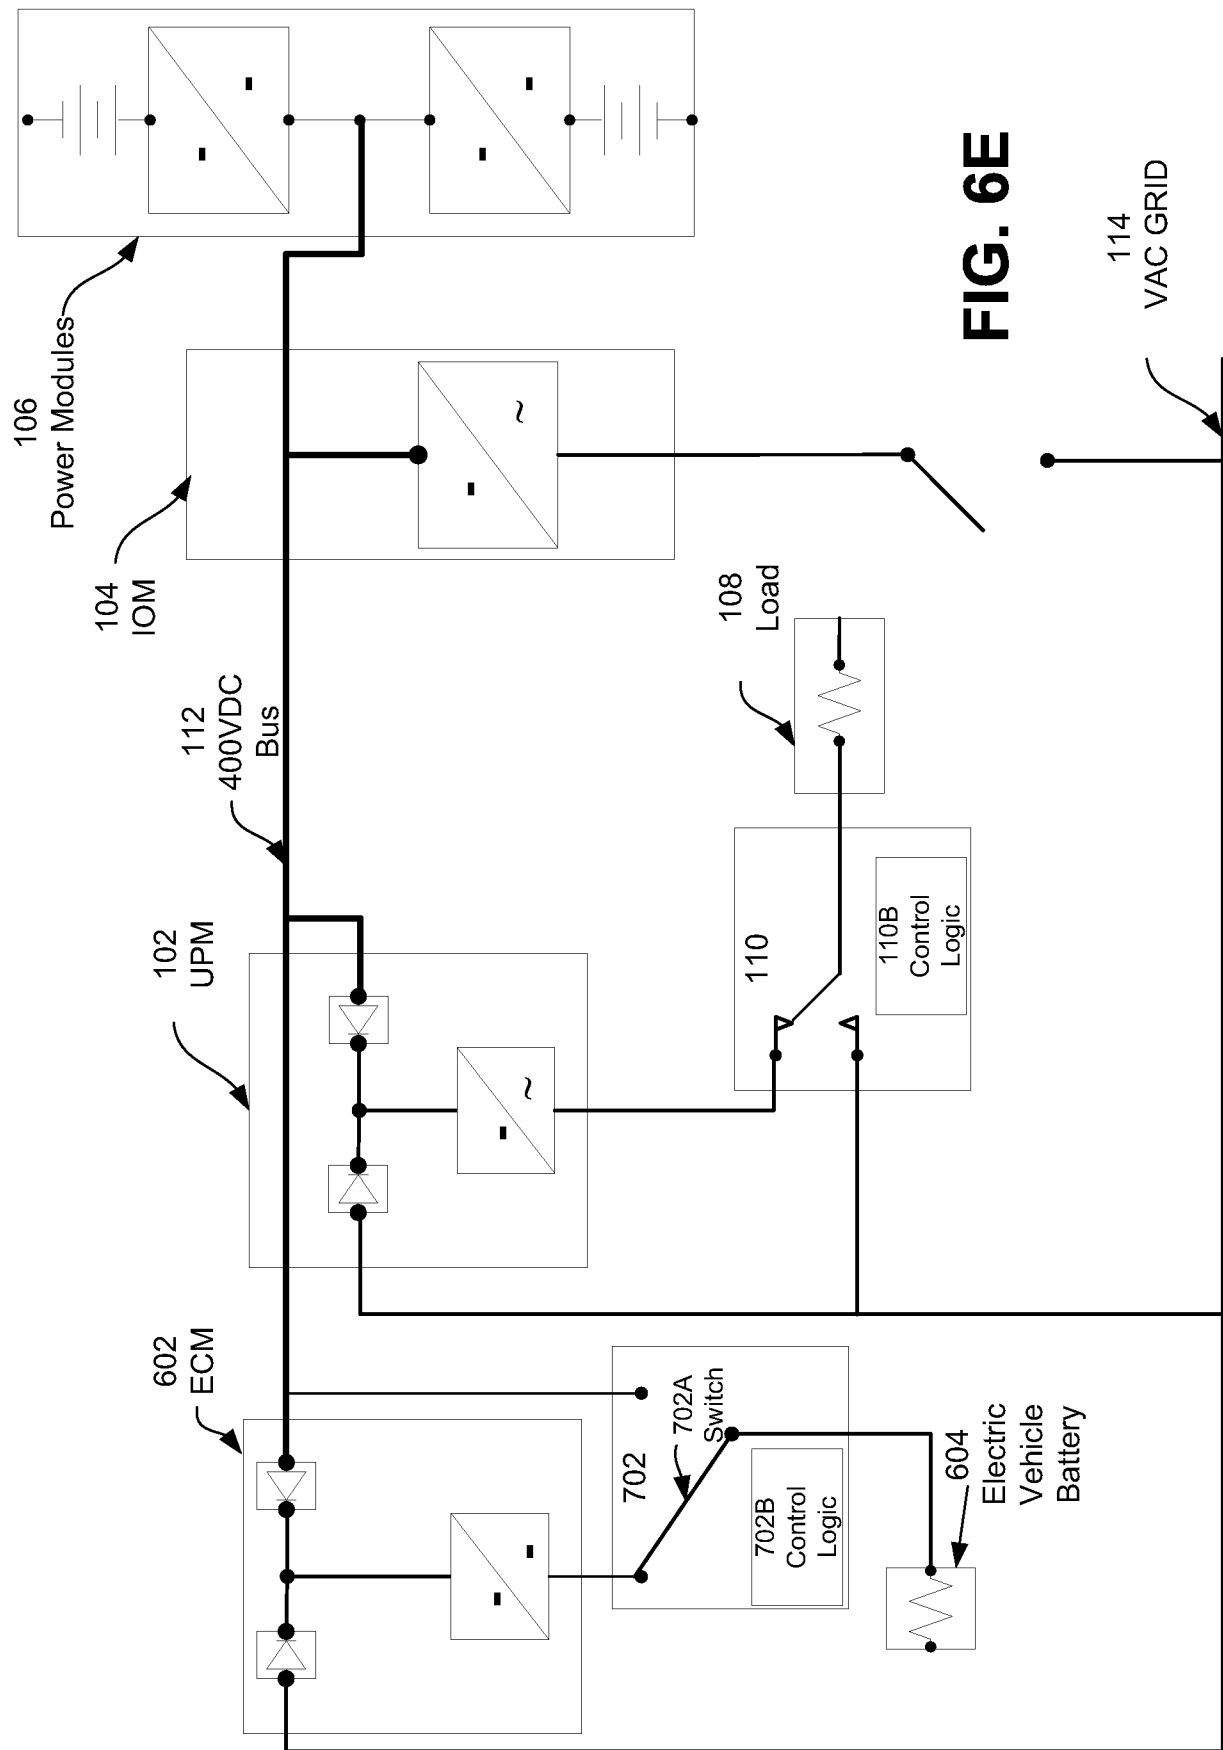 602
ECM
102
UPM
112
400VDC
Bus
104
IOM
106
Power Modules
702
702A
Switch
702B
Control
Logic
604
Electric
Vehicle
Battery
110
110B
Control
Logic
108
Load
~
~
FIG. 6E
114
VAC GRID